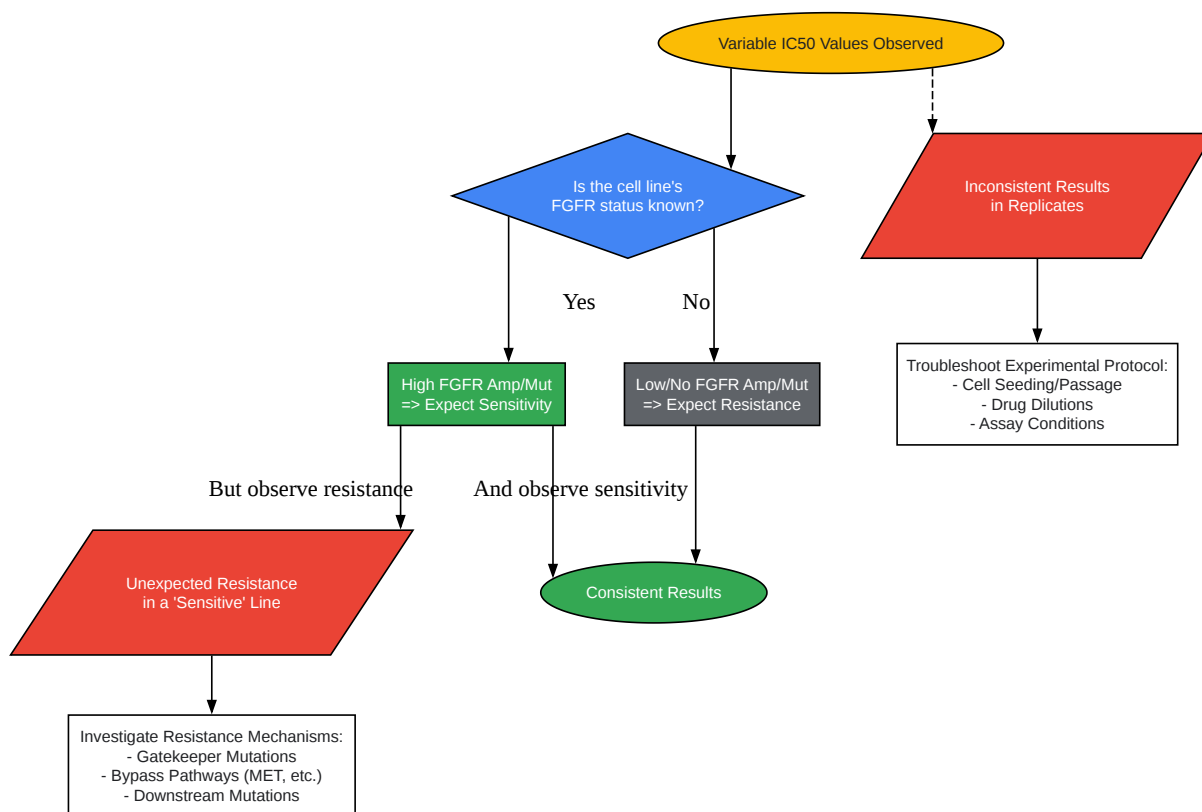 Variable IC50 Values Observed
Is the cell line's
FGFR status known?
Inconsistent Results
in Replicates
Yes
No
High FGFR Amp/Mut
=> Expect Sensitivity
Low/No FGFR Amp/Mut
=> Expect Resistance
Troubleshoot Experimental Protocol:
- Cell Seeding/Passage
- Drug Dilutions
- Assay Conditions
But observe resistance
And observe sensitivity
Unexpected Resistance
in a 'Sensitive' Line
Consistent Results
Investigate Resistance Mechanisms:
- Gatekeeper Mutations
- Bypass Pathways (MET, etc.)
- Downstream Mutations